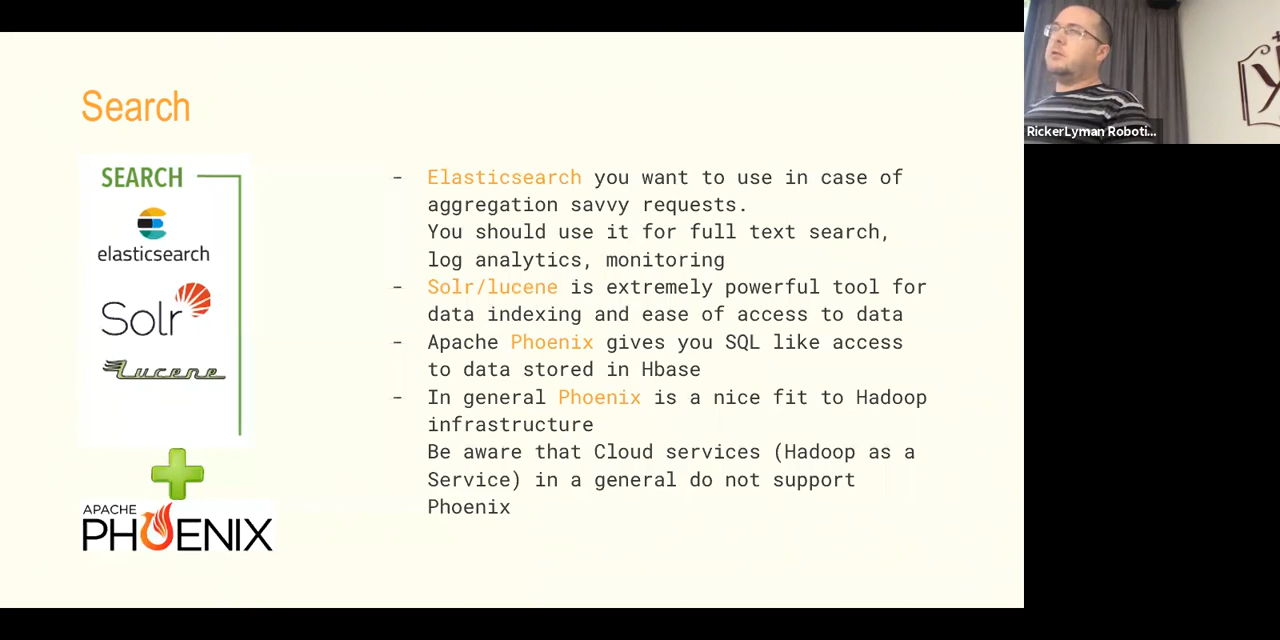 Search
SEARCH
elasticsearch
Solr
Lucene
APACHE
PHOENIX
- Elasticsearch you want to use in case of
aggregation savvy requests.
You should use it for full text search,
log analytics, monitoring
- Solr/lucene is extremely powerful tool for
data indexing and ease of access to data
- Apache Phoenix gives you SQL like access
to data stored in Hbase
- In general Phoenix is a nice fit to Hadoop
infrastructure
Be aware that Cloud services (Hadoop as a
Service) in a general do not support
Phoenix
RickerLyman Roboti...